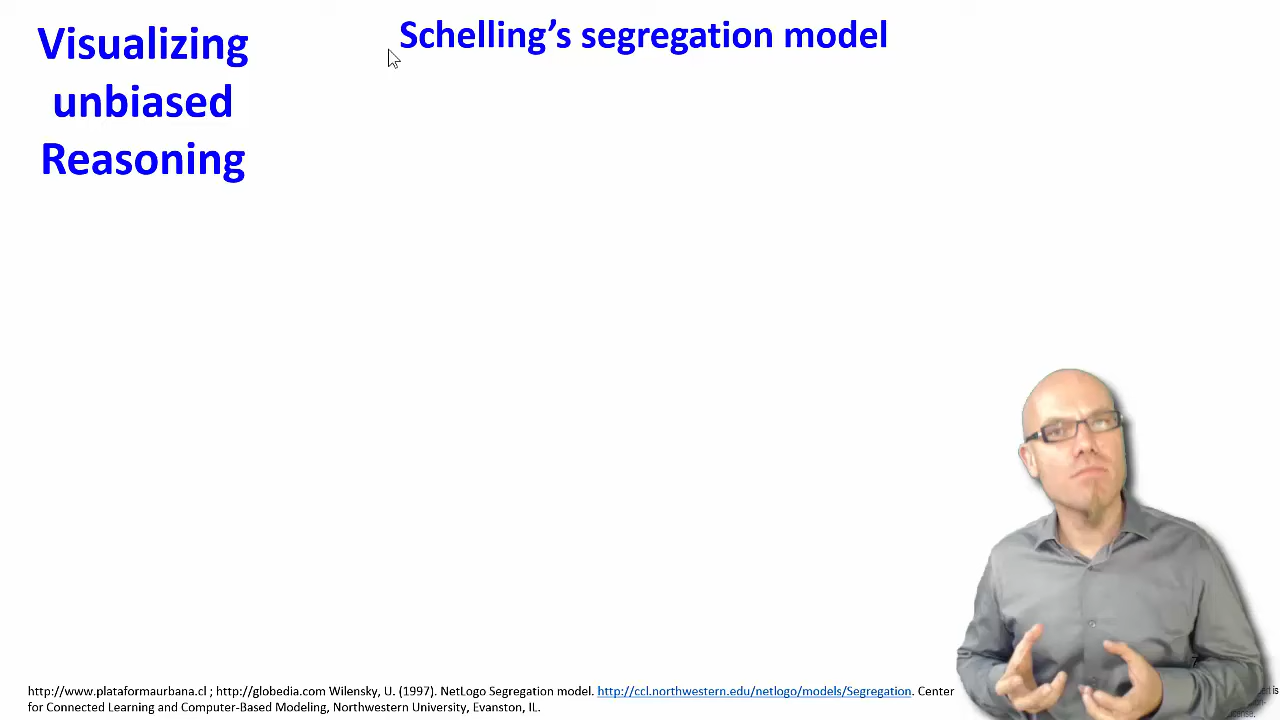 Visualizing
unbiased
Reasoning
Schelling’s segregation model
7
http://www.plataformaurbana.cl ; http://globedia.com Wilensky, U. (1997). NetLogo Segregation model. http://ccl.northwestern.edu/netlogo/models/Segregation. Center
for Connected Learning and Computer-Based Modeling, Northwestern University, Evanston, IL.